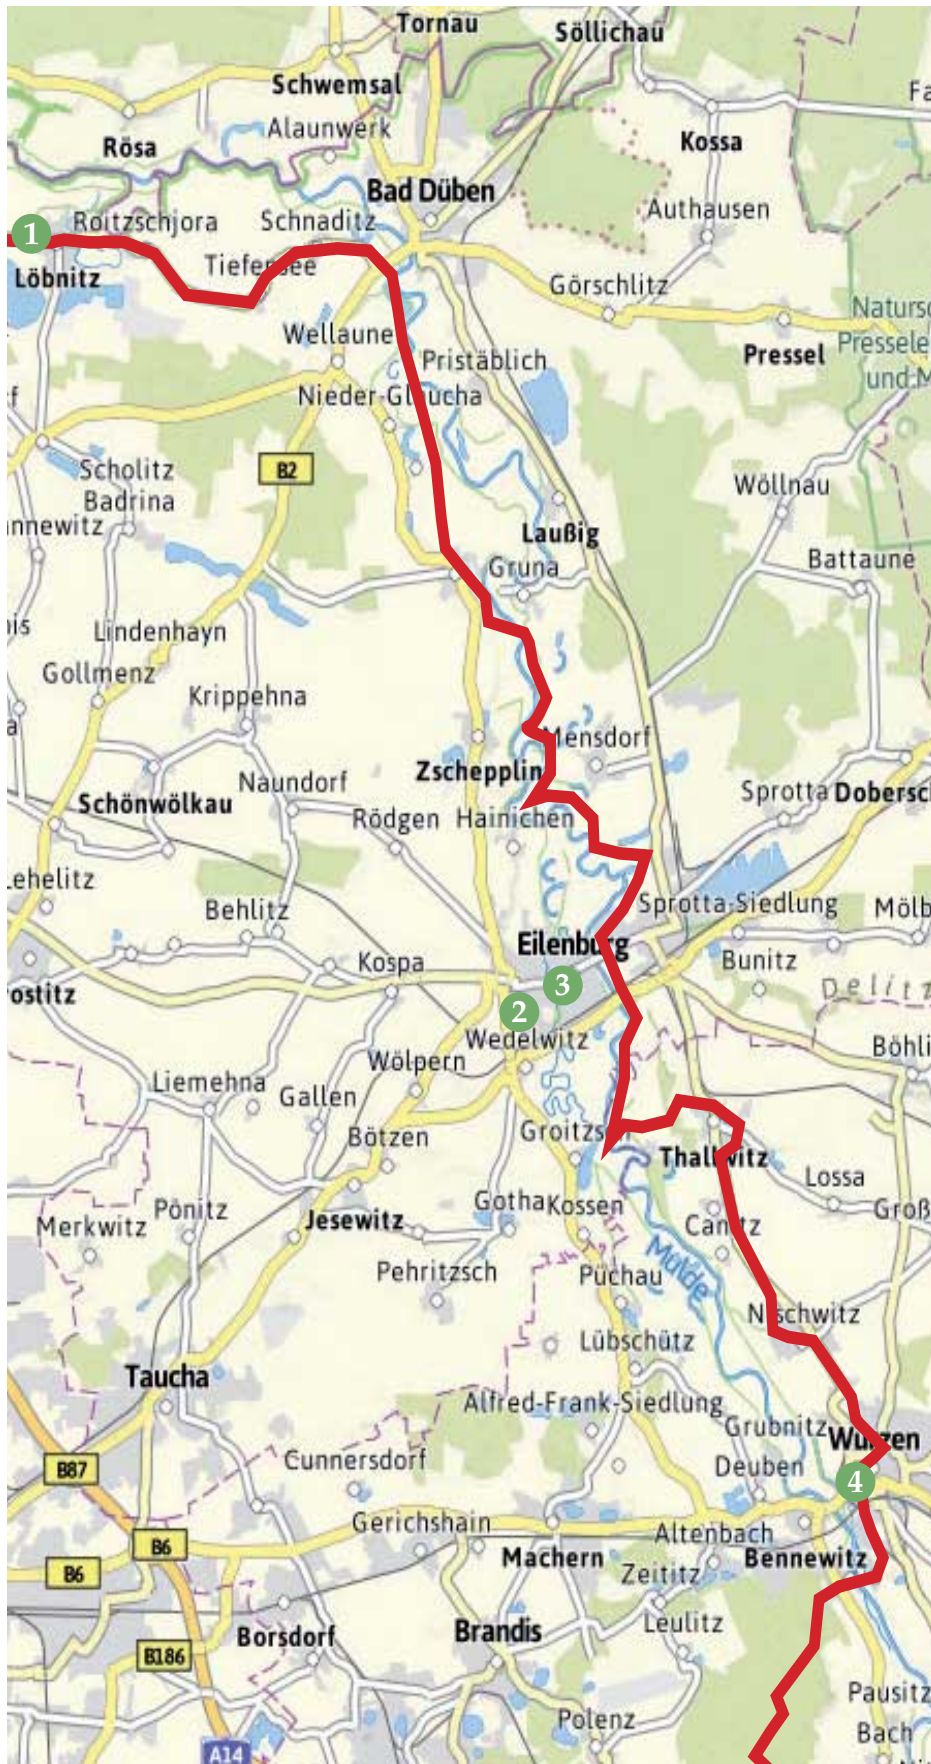 Tornau
Söllichau
Schwemsal
Alaunwerk
Rösa
Kossa
Bad Düben
Authausen
1
Roitzschjora
Schnaditz
Löbnitz
Tiefensee
Görschlitz
Wellaune
Pristäblich
Pressel
Nieder-Glaucha
B2
Scholitz
Badrina
Wöllnau
Laußig
Battaune
Gruna
Lindenhayn
Gollmenz
Krippehna
Mensdorf
Zschepplin
Naundorf
Schönwölkau
Sprotta
Rödgen
Hainichen
Behlitz
Sprotta-Siedlung
Eilenburg
Kospa
Bunitz
3
2
Wedelwitz
Wölpern
Liemehna
Gallen
Bötzen
Thallwitz
Lossa
Gotha
Kossen
Pönitz
Jesewitz
Merkwitz
Canitz
Mulde
Pehritzsch
Püchau
Nischwitz
Lübschütz
Taucha
Alfred-Frank-Siedlung
Grubnitz
Wurzen
Cunnersdorf
Deuben
B87
4
Gerichshain
Altenbach
B6
Machern
Bennewitz
B6
Zeititz
Leulitz
Borsdorf
Brandis
B186
Pausitz
Polenz
Bach
A14